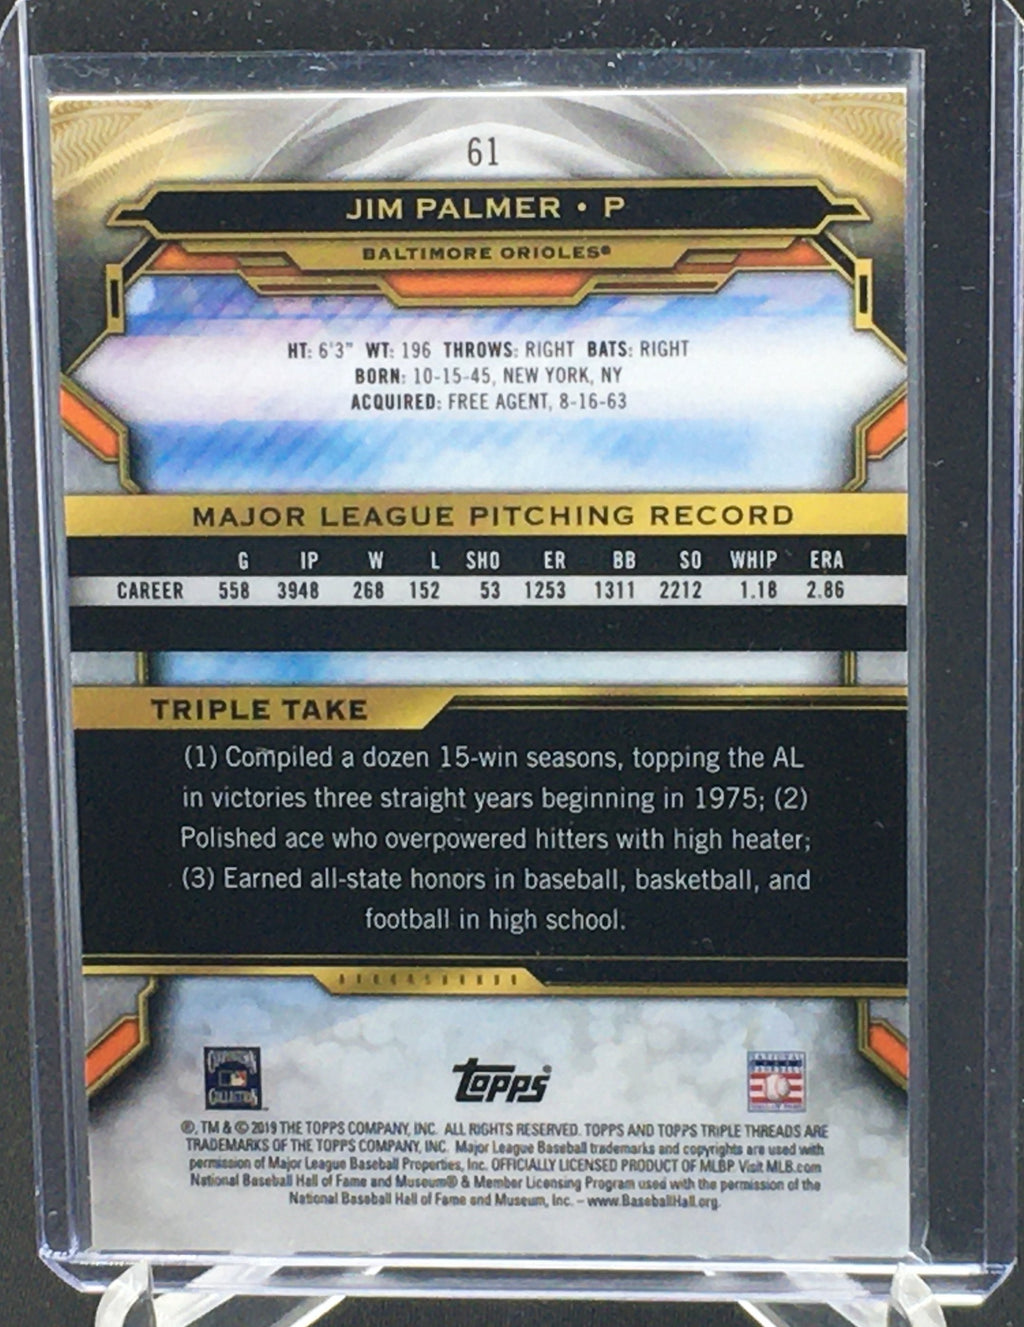 61
JIM PALMER • P
BALTIMORE ORIOLES®
HT: 6'3" WT: 196 THROWS: RIGHT BATS: RIGHT
BORN: 10-15-45, NEW YORK, NY
ACQUIRED: FREE AGENT, 8-16-63
MAJOR LEAGUE PITCHING RECORD
G IP W L SHO ER BB SO WHIP ERA
CAREER 558 3948 268 152 53 1253 1311 2212 1.18 2.86
TRIPLE TAKE
(1) Compiled a dozen 15-win seasons, topping the AL
in victories three straight years beginning in 1975; (2)
Polished ace who overpowered hitters with high heater;
(3) Earned all-state honors in baseball, basketball, and
football in high school.
COOPERSTOWN
COLLECTION
topps®
NATIONAL
BASEBALL
HALL OF FAME
®, TM & © 2019 THE TOPPS COMPANY, INC. ALL RIGHTS RESERVED. TOPPS AND TOPPS TRIPLE THREADS ARE
TRADEMARKS OF THE TOPPS COMPANY, INC. Major League Baseball trademarks and copyrights are used with
permission of Major League Baseball Properties, Inc. OFFICIALLY LICENSED PRODUCT OF MLBP Visit MLB.com
National Baseball Hall of Fame and Museum® & Member Licensing Program used with the permission of the
National Baseball Hall of Fame and Museum, Inc. – www.BaseballHall.org.